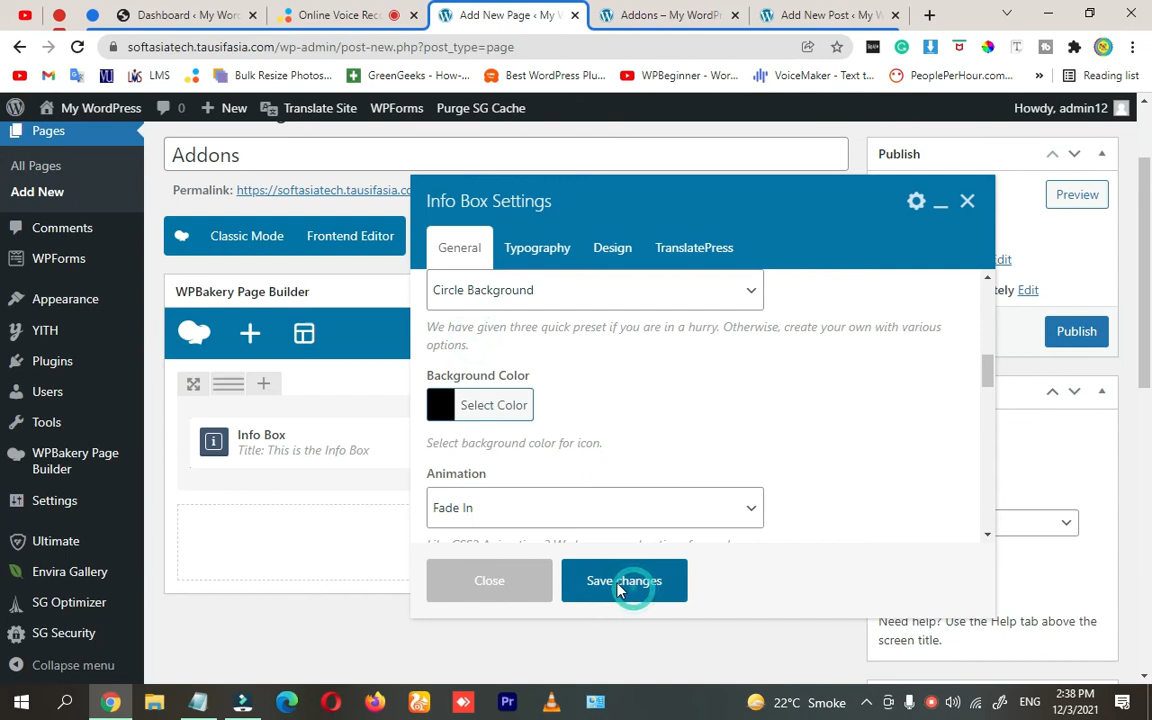 Dashboard ‹ My Wor
Online Voice Rec
Add New Page ‹ My W
Addons – My WordPr
Add New Post ‹ My W
softasiatech.tausifasia.com/wp-admin/post-new.php?post_type=page
LMS
Bulk Resize Photos...
GreenGeeks - How-...
Best WordPress Plu...
WPBeginner - Wor...
VoiceMaker - Text t...
PeoplePerHour.com...
»
Reading list
My WordPress
0
New
Translate Site
WPForms
Purge SG Cache
Howdy, admin12
Pages
All Pages
Add New
Comments
WPForms
Appearance
YITH
Plugins
Users
Tools
WPBakery Page
Builder
Settings
Ultimate
Envira Gallery
SG Optimizer
SG Security
Collapse menu
Addons
Permalink: https://softasiatech.tausifasia.co
Classic Mode
Frontend Editor
WPBakery Page Builder
Info Box
Title: This is the Info Box
Info Box Settings
General
Typography
Design
TranslatePress
Circle Background
We have given three quick preset if you are in a hurry. Otherwise, create your own with various
options.
Background Color
Select Color
Select background color for icon.
Animation
Fade In
Close
Save changes
Publish
Preview
Edit
tely Edit
Publish
Need help? Use the Help tab above the
screen title.
22°C Smoke
ENG
2:38 PM
12/3/2021